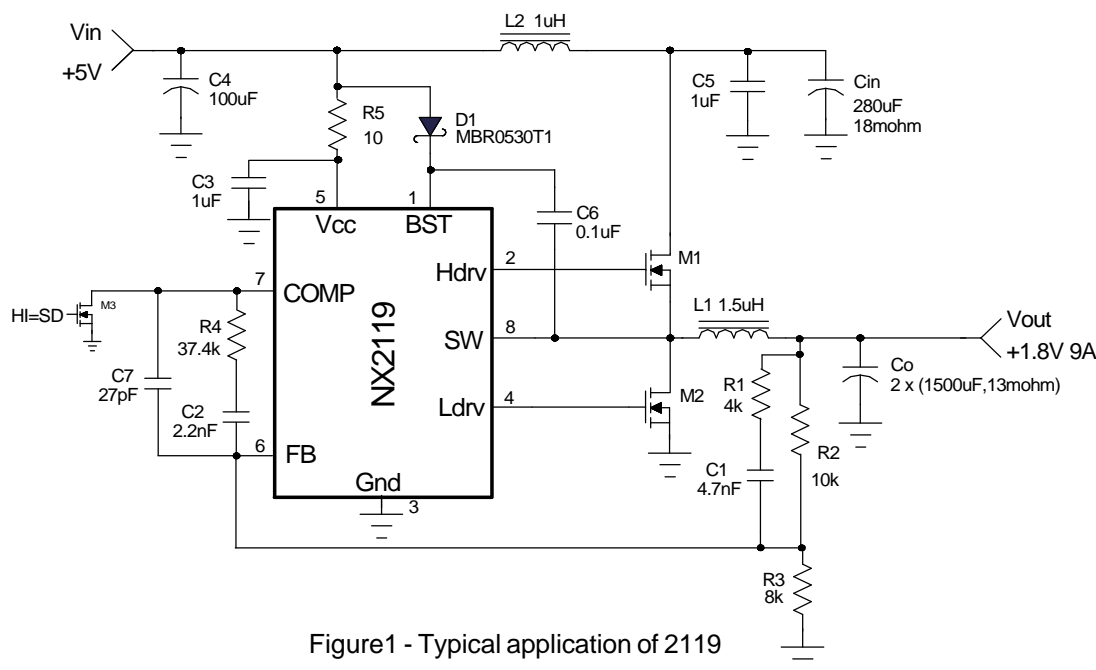 L2 1uH
Vin
+5V
C4
100uF
C5
1uF
Cin
280uF
18mohm
R5
10
D1
MBR0530T1
C3
1uF
5
1
C6
0.1uF
Vcc
BST
M1
Hdrv
2
7
COMP
HI=SD
M3
R4
37.4k
L1 1.5uH
Vout
+1.8V 9A
NX2119
SW
8
C7
27pF
Co
2 x (1500uF,13mohm)
R1
4k
M2
Ldrv
4
C2
2.2nF
6
FB
R2
10k
C1
4.7nF
Gnd
3
R3
8k
Figure1 - Typical application of 2119